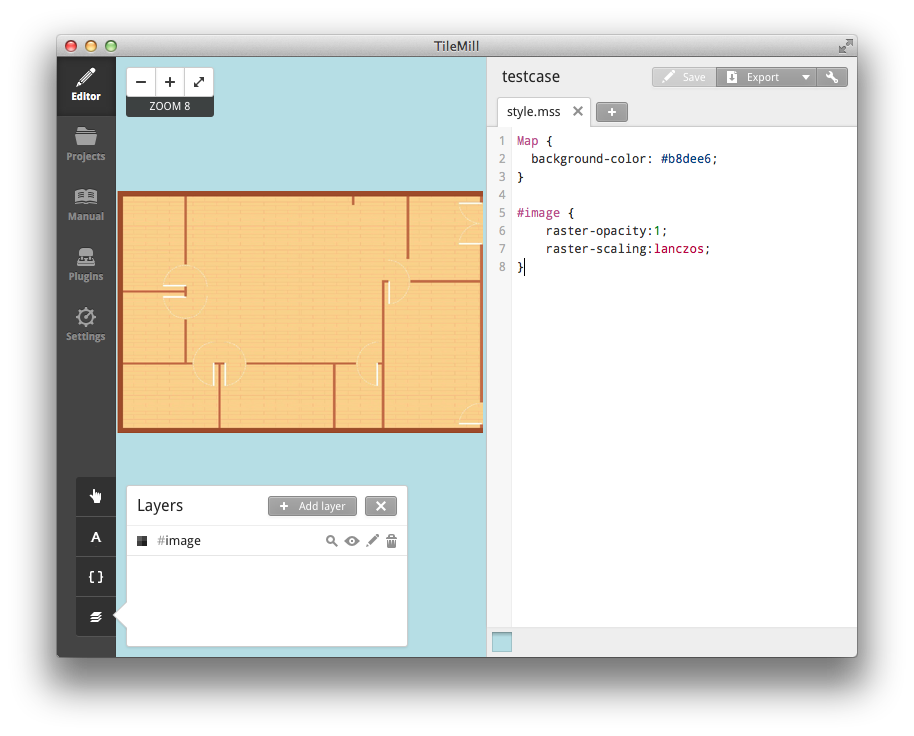 TileMill
Editor
Projects
Manual
Plugins
Settings
ZOOM 8
testcase
Save
Export
style.mss
1 Map {
2   background-color: #b8dee6;
3 }
4
5 #image {
6     raster-opacity:1;
7     raster-scaling:lanczos;
8 }
A
{}
Layers
+ Add layer
#image